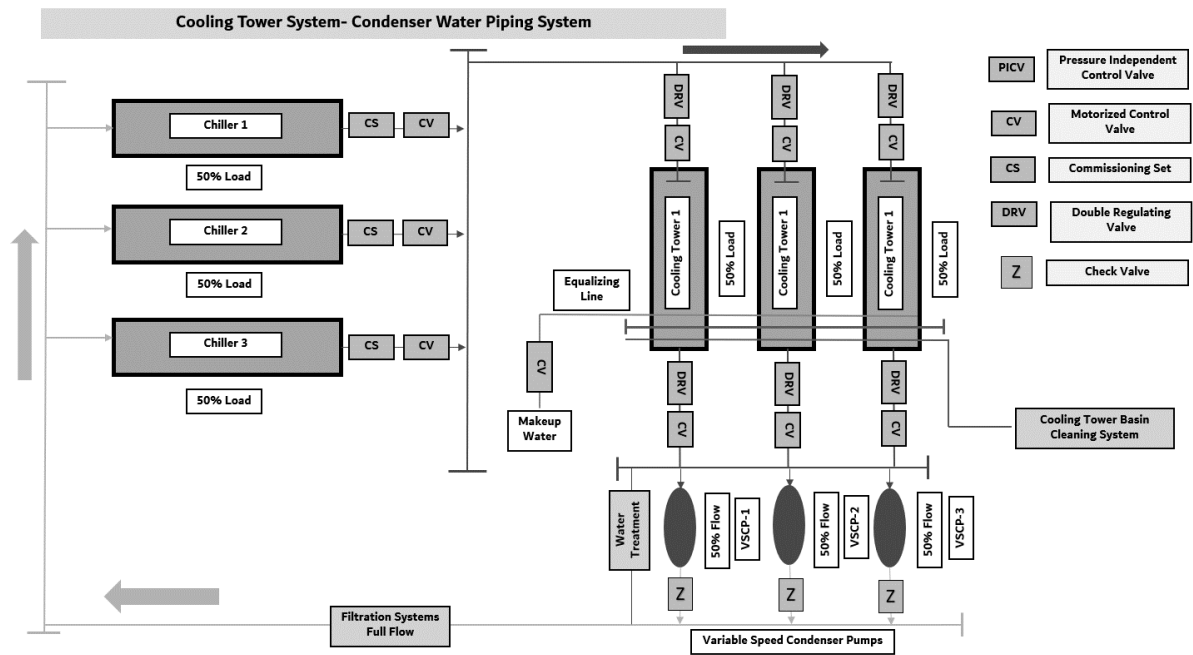 Cooling Tower System- Condenser Water Piping System
PICV
Pressure Independent
Control Valve
CV
Motorized Control
Valve
CS
Commissioning Set
DRV
Double Regulating
Valve
Z
Check Valve
Chiller 1
CS
CV
50% Load
Chiller 2
CS
CV
50% Load
Chiller 3
CS
CV
50% Load
DRV
DRV
DRV
CV
CV
CV
Cooling Tower 1
50% Load
Cooling Tower 1
50% Load
Cooling Tower 1
50% Load
Equalizing
Line
CV
Makeup
Water
DRV
DRV
DRV
CV
CV
CV
Cooling Tower Basin
Cleaning System
Water
Treatment
50% Flow
VSCP-1
50% Flow
VSCP-2
50% Flow
VSCP-3
Z
Z
Z
Filtration Systems
Full Flow
Variable Speed Condenser Pumps